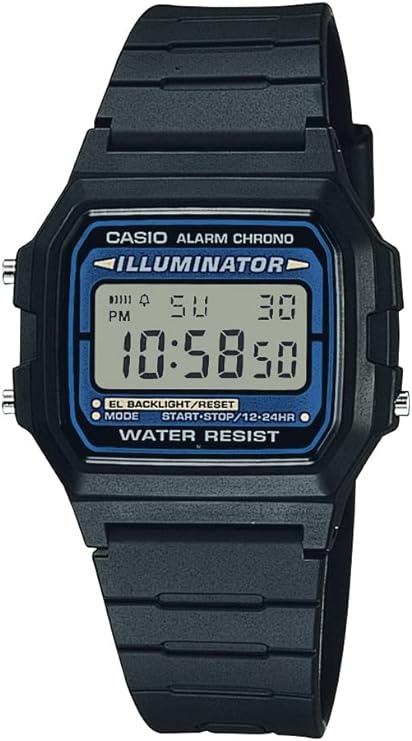 CASIO ALARM CHRONO
ILLUMINATOR
SU 30
PM
10:58 50
EL BACKLIGHT/RESET
MODE START·STOP/12·24HR
WATER RESIST